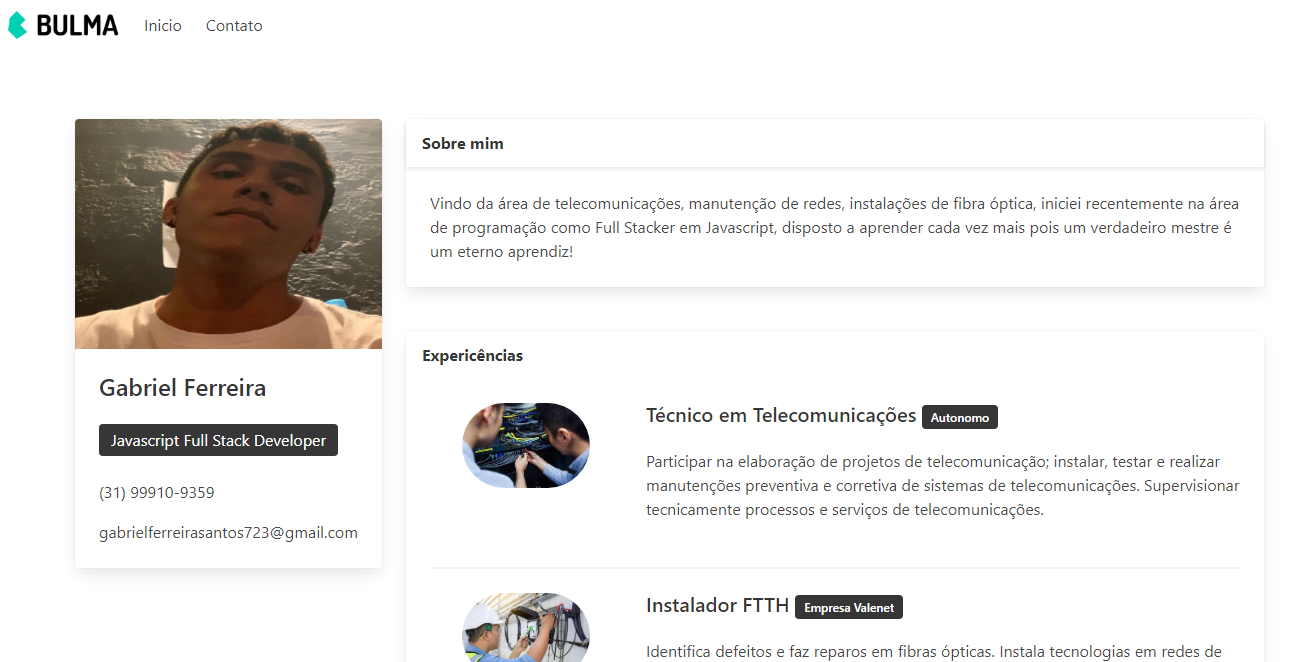 BULMA
Inicio
Contato
Gabriel Ferreira
Javascript Full Stack Developer
(31) 99910-9359
gabrielferreirasantos723@gmail.com
Sobre mim
Vindo da área de telecomunicações, manutenção de redes, instalações de fibra óptica, iniciei recentemente na área
de programação como Full Stacker em Javascript, disposto a aprender cada vez mais pois um verdadeiro mestre é
um eterno aprendiz!
Expericências
Técnico em Telecomunicações Autonomo
Participar na elaboração de projetos de telecomunicação; instalar, testar e realizar
manutenções preventiva e corretiva de sistemas de telecomunicações. Supervisionar
tecnicamente processos e serviços de telecomunicações.
Instalador FTTH Empresa Valenet
Identifica defeitos e faz reparos em fibras ópticas. Instala tecnologias em redes de